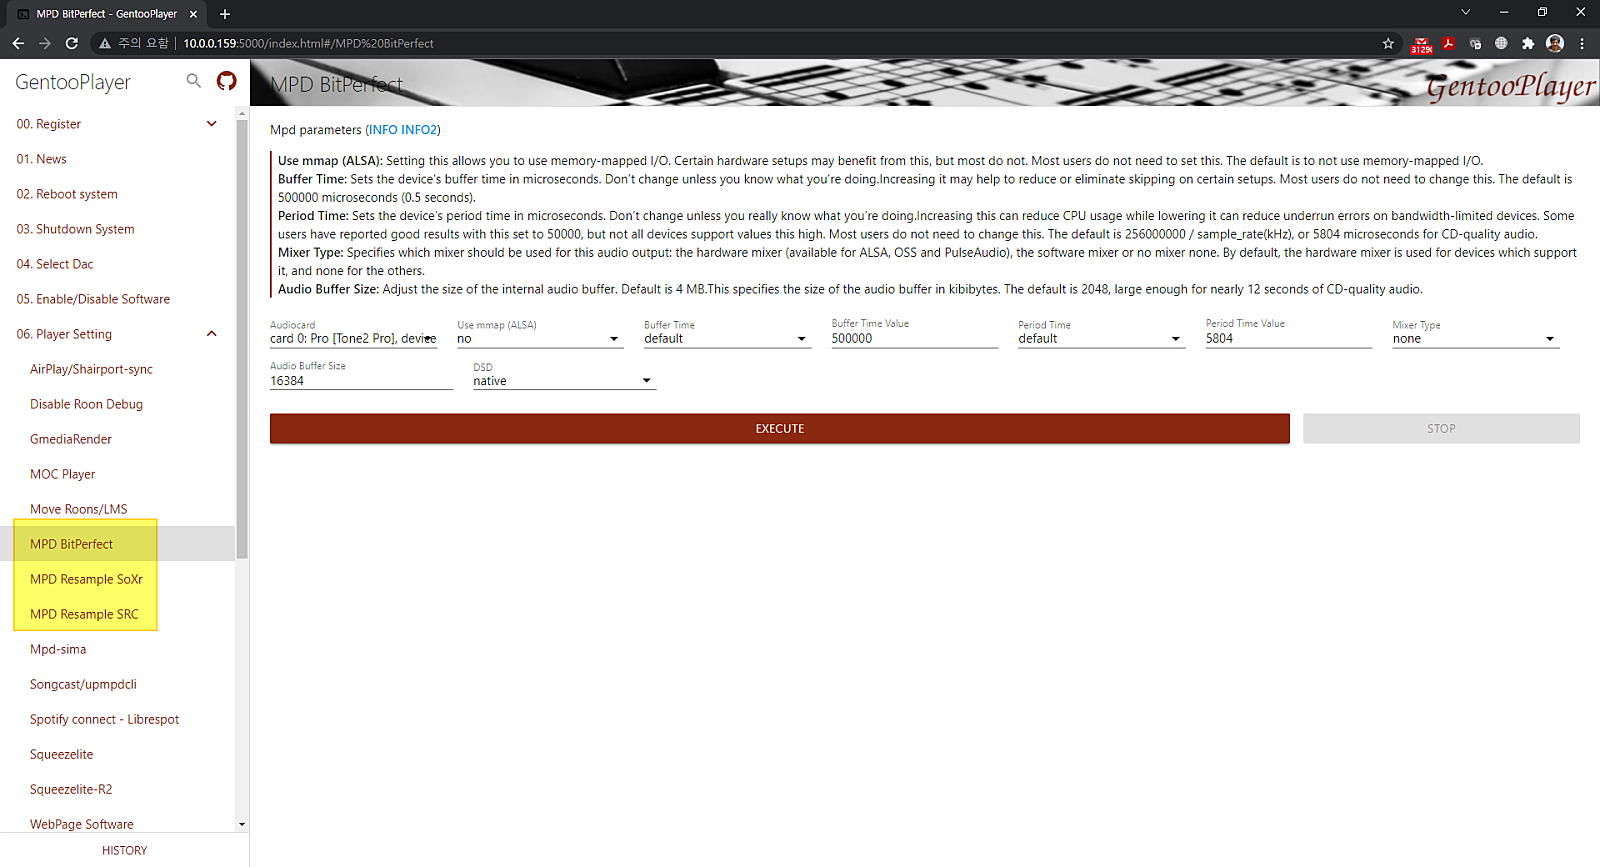 MPD BitPerfect - GentooPlayer
주의 요함 | 10.0.0.159:5000/index.html#/MPD%20BitPerfect
3129
GentooPlayer
MPD BitPerfect
GentooPlayer
00. Register
01. News
02. Reboot system
03. Shutdown System
04. Select Dac
05. Enable/Disable Software
06. Player Setting
AirPlay/Shairport-sync
Disable Roon Debug
GmediaRender
MOC Player
Move Roons/LMS
MPD BitPerfect
MPD Resample SoXr
MPD Resample SRC
Mpd-sima
Songcast/upmpdcli
Spotify connect - Librespot
Squeezelite
Squeezelite-R2
WebPage Software
HISTORY
Mpd parameters (INFO INFO2)
Use mmap (ALSA): Setting this allows you to use memory-mapped I/O. Certain hardware setups may benefit from this, but most do not. Most users do not need to set this. The default is to not use memory-mapped I/O.
Buffer Time: Sets the device's buffer time in microseconds. Don't change unless you know what you're doing.Increasing it may help to reduce or eliminate skipping on certain setups. Most users do not need to change this. The default is
500000 microseconds (0.5 seconds).
Period Time: Sets the device's period time in microseconds. Don't change unless you really know what you're doing.Increasing this can reduce CPU usage while lowering it can reduce underrun errors on bandwidth-limited devices. Some
users have reported good results with this set to 50000, but not all devices support values this high. Most users do not need to change this. The default is 256000000 / sample_rate(kHz), or 5804 microseconds for CD-quality audio.
Mixer Type: Specifies which mixer should be used for this audio output: the hardware mixer (available for ALSA, OSS and PulseAudio), the software mixer or no mixer none. By default, the hardware mixer is used for devices which support
it, and none for the others.
Audio Buffer Size: Adjust the size of the internal audio buffer. Default is 4 MB.This specifies the size of the audio buffer in kibibytes. The default is 2048, large enough for nearly 12 seconds of CD-quality audio.
Audiocard Use mmap (ALSA) Buffer Time Buffer Time Value Period Time Period Time Value Mixer Type
card 0: Pro [Tone2 Pro], device no default 500000 default 5804 none
Audio Buffer Size DSD
16384 native
EXECUTE STOP